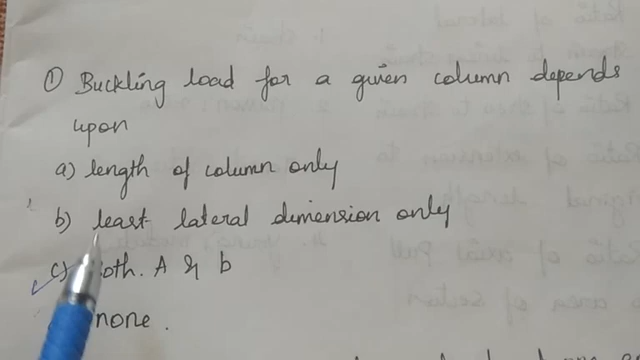 ① Buckling load for a given column depends
upon
a) length of column only
b) least lateral dimension only
c) both. A & b
none.